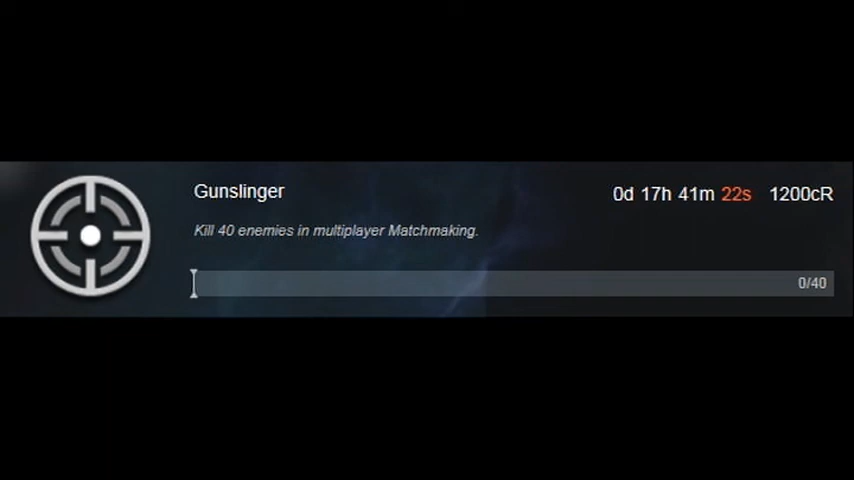 Gunslinger
0d 17h 41m 22s 1200cR
Kill 40 enemies in multiplayer Matchmaking.
0/40